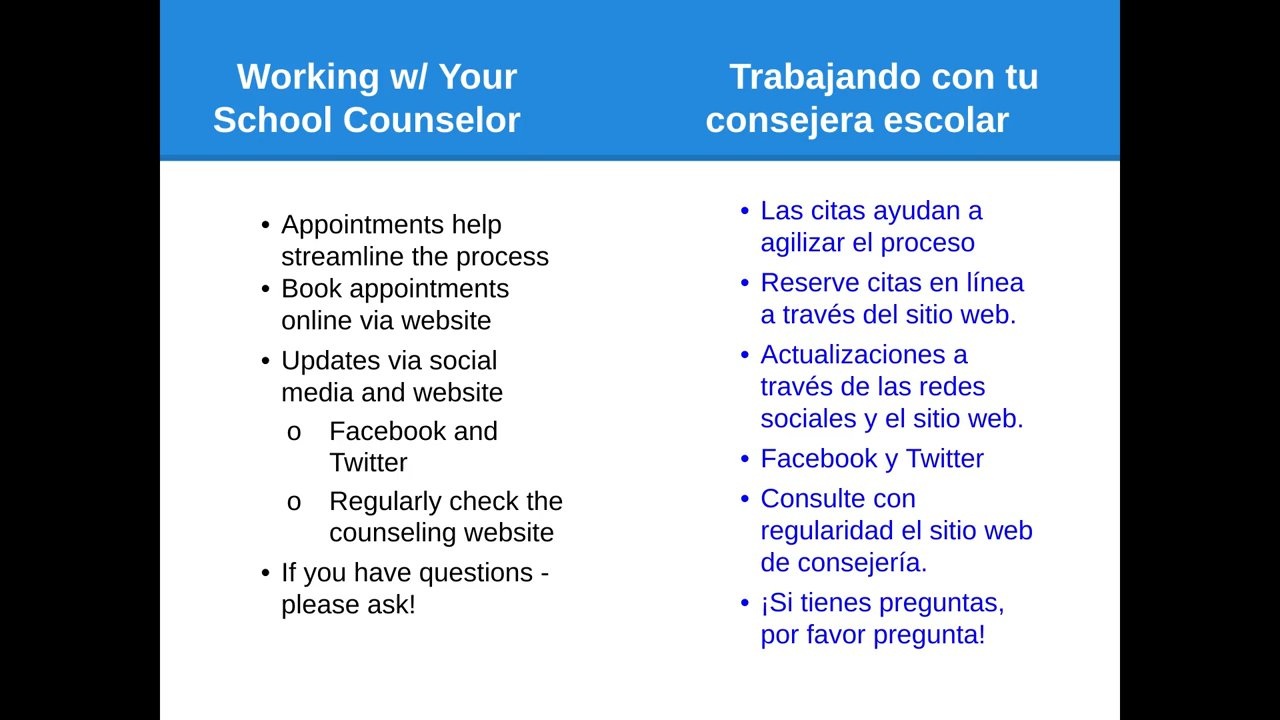 Working w/ Your
School Counselor
• Appointments help
streamline the process
• Book appointments
online via website
• Updates via social
media and website
o Facebook and
Twitter
o Regularly check the
counseling website
• If you have questions -
please ask!
Trabajando con tu
consejera escolar
• Las citas ayudan a
agilizar el proceso
• Reserve citas en línea
a través del sitio web.
• Actualizaciones a
través de las redes
sociales y el sitio web.
• Facebook y Twitter
• Consulte con
regularidad el sitio web
de consejería.
• ¡Si tienes preguntas,
por favor pregunta!